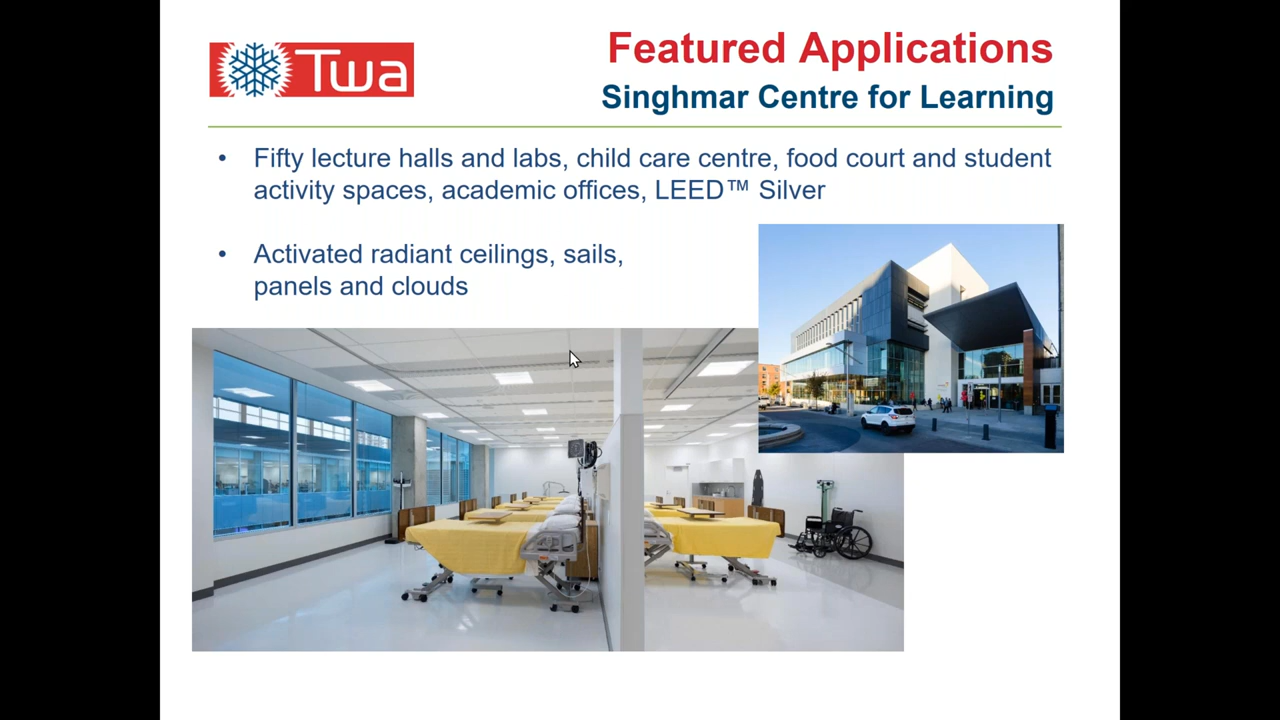 Twa
Featured Applications
Singhmar Centre for Learning
• Fifty lecture halls and labs, child care centre, food court and student
activity spaces, academic offices, LEED™ Silver
• Activated radiant ceilings, sails,
panels and clouds